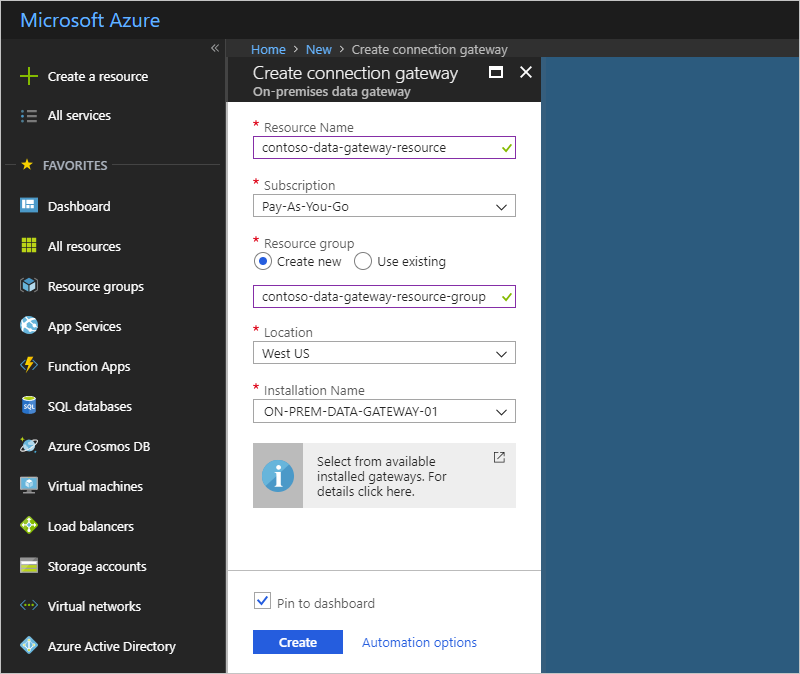 Microsoft Azure
«
Home > New > Create connection gateway
Create a resource
All services
FAVORITES
Dashboard
All resources
Resource groups
App Services
Function Apps
SQL
SQL databases
Azure Cosmos DB
Virtual machines
Load balancers
Storage accounts
Virtual networks
Azure Active Directory
Create connection gateway
On-premises data gateway
* Resource Name
contoso-data-gateway-resource
* Subscription
Pay-As-You-Go
* Resource group
Create new Use existing
contoso-data-gateway-resource-group
* Location
West US
* Installation Name
ON-PREM-DATA-GATEWAY-01
i
Select from available
installed gateways. For
details click here.
Pin to dashboard
Create Automation options